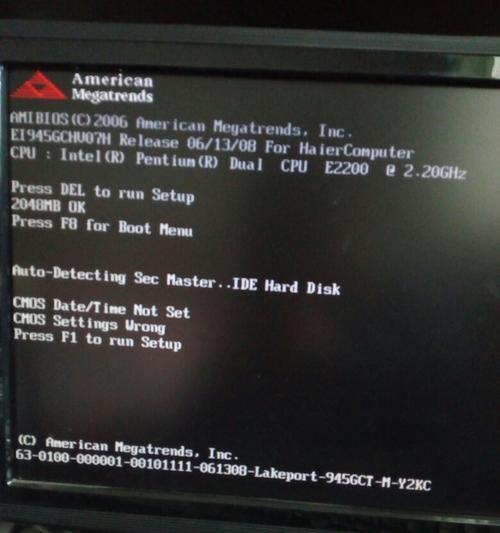 American
Megatrends
AMIBIOS(C)2006 American Megatrends, Inc.
EI945GCHV07H Release 06/13/08 For HaierComputer
CPU : Intel(R) Pentium(R) Dual  CPU  E2200  @ 2.20GHz
Press DEL to run Setup
2048MB OK
Press F8 for Boot Menu
Auto-Detecting Sec Master..IDE Hard Disk
CMOS Date/Time Not Set
CMOS Settings Wrong
Press F1 to run Setup
(C) American Megatrends, Inc.
63-0100-000001-00101111-061308-Lakeport-945GCT-M-Y2KC